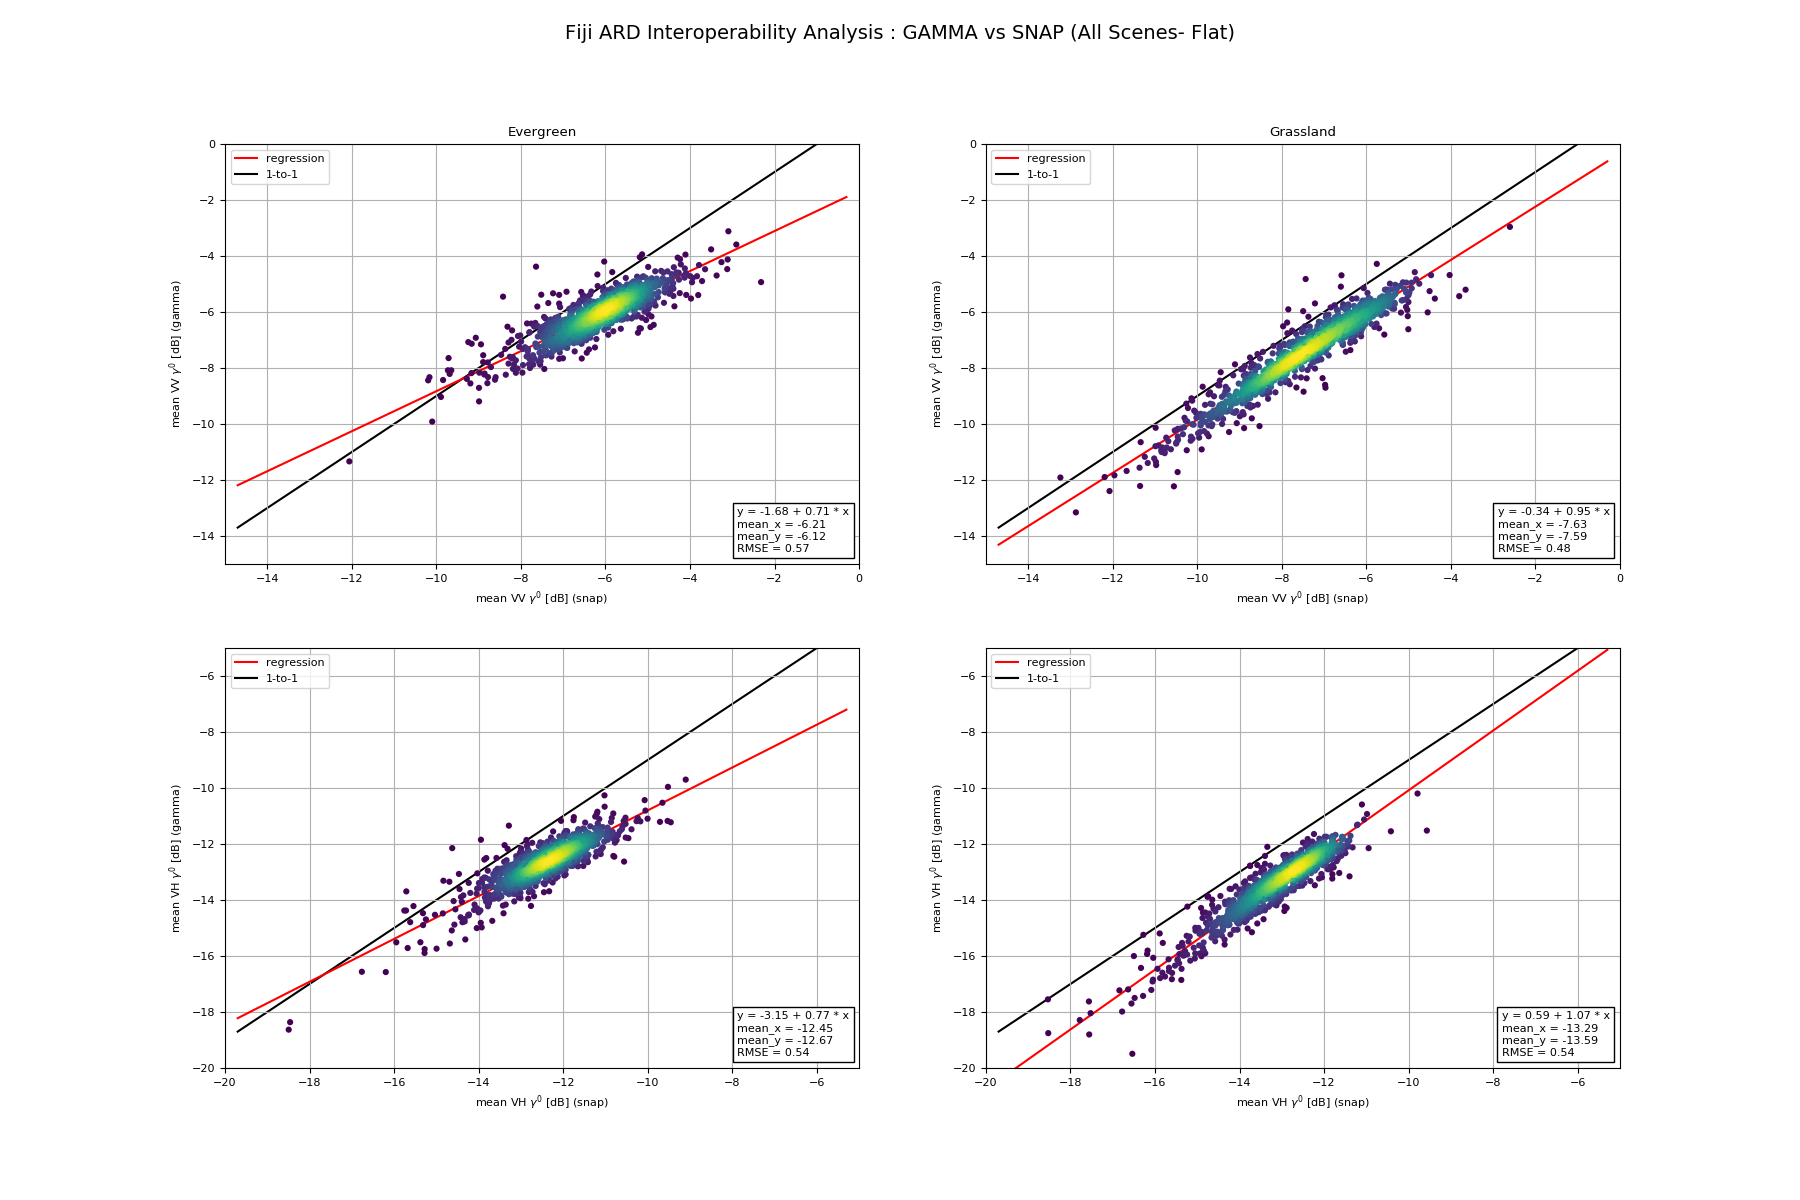 Fiji ARD Interoperability Analysis : GAMMA vs SNAP (All Scenes- Flat)
Evergreen
regression
1-to-1
0
−2
−4
−6
−8
−10
−12
−14
mean VV γ⁰ [dB] (gamma)
y = -1.68 + 0.71 * x
mean_x = -6.21
mean_y = -6.12
RMSE = 0.57
−14 −12 −10 −8 −6 −4 −2 0
mean VV γ⁰ [dB] (snap)
Grassland
regression
1-to-1
0
−2
−4
−6
−8
−10
−12
−14
mean VV γ⁰ [dB] (gamma)
y = -0.34 + 0.95 * x
mean_x = -7.63
mean_y = -7.59
RMSE = 0.48
−14 −12 −10 −8 −6 −4 −2 0
mean VV γ⁰ [dB] (snap)
regression
1-to-1
−6
−8
−10
−12
−14
−16
−18
−20
mean VH γ⁰ [dB] (gamma)
y = -3.15 + 0.77 * x
mean_x = -12.45
mean_y = -12.67
RMSE = 0.54
−20 −18 −16 −14 −12 −10 −8 −6
mean VH γ⁰ [dB] (snap)
regression
1-to-1
−6
−8
−10
−12
−14
−16
−18
−20
mean VH γ⁰ [dB] (gamma)
y = 0.59 + 1.07 * x
mean_x = -13.29
mean_y = -13.59
RMSE = 0.54
−20 −18 −16 −14 −12 −10 −8 −6
mean VH γ⁰ [dB] (snap)